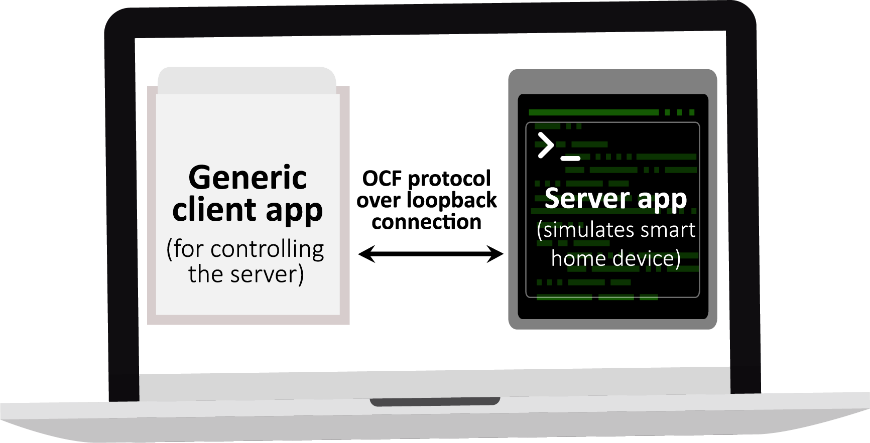 Generic
client app
(for controlling
the server)
OCF protocol
over loopback
connection
>_
Server app
(simulates smart
home device)